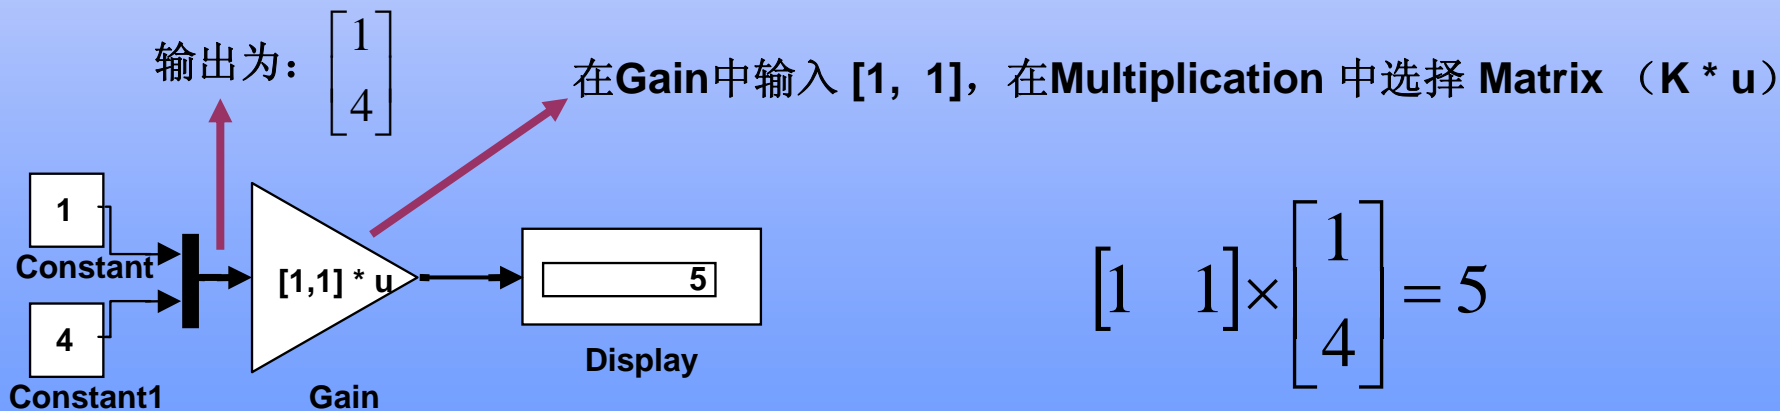 输出为：
1
4
在Gain中输入 [1, 1]，在Multiplication 中选择 Matrix （K * u）
1
Constant
4
Constant1
[1,1] * u
Gain
5
Display
[1 1]×[1
4]=5